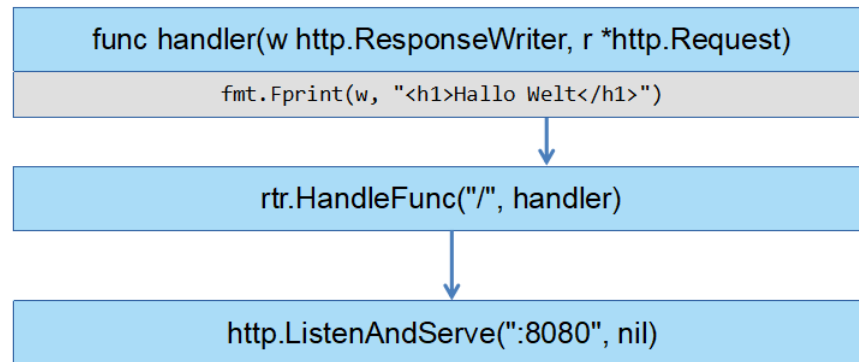 func handler(w http.ResponseWriter, r *http.Request)
fmt.Fprint(w, "<h1>Hallo Welt</h1>")
rtr.HandleFunc("/", handler)
http.ListenAndServe(":8080", nil)